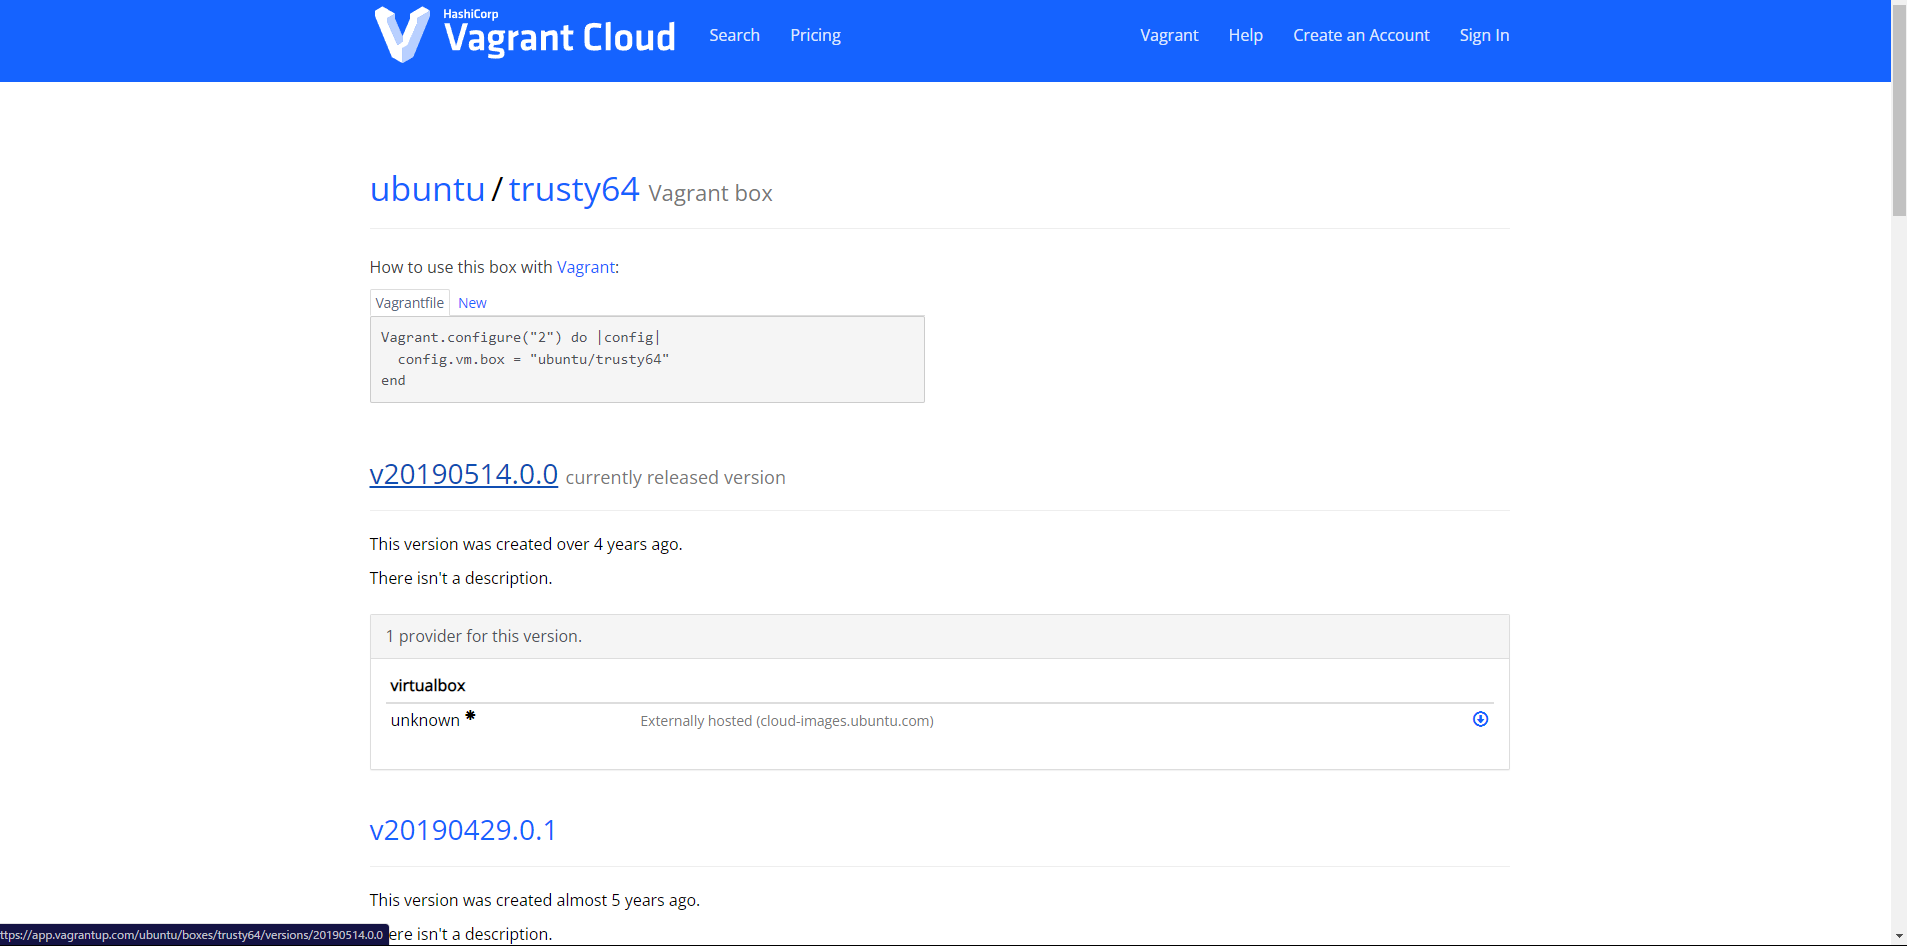 HashiCorp
Vagrant Cloud
Search Pricing Vagrant Help Create an Account Sign In
ubuntu / trusty64 Vagrant box
How to use this box with Vagrant:
Vagrantfile New
Vagrant.configure("2") do |config|
  config.vm.box = "ubuntu/trusty64"
end
v20190514.0.0 currently released version
This version was created over 4 years ago.
There isn't a description.
1 provider for this version.
virtualbox
unknown * Externally hosted (cloud-images.ubuntu.com)
v20190429.0.1
This version was created almost 5 years ago.
ere isn't a description.
ttps://app.vagrantup.com/ubuntu/boxes/trusty64/versions/20190514.0.0